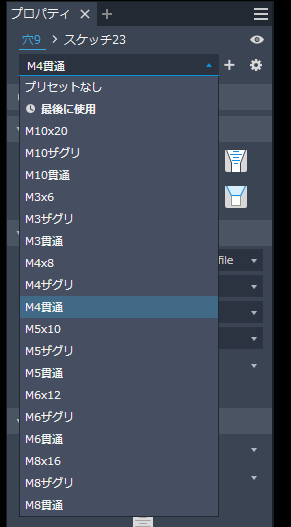 プロパティ
穴9 > スケッチ23
M4貫通
プリセットなし
最後に使用
M10x20
M10ザグリ
M10貫通
M3x6
M3ザグリ
M3貫通
M4x8
M4ザグリ
M4貫通
M5x10
M5ザグリ
M5貫通
M6x12
M6ザグリ
M6貫通
M8x16
M8ザグリ
M8貫通
file